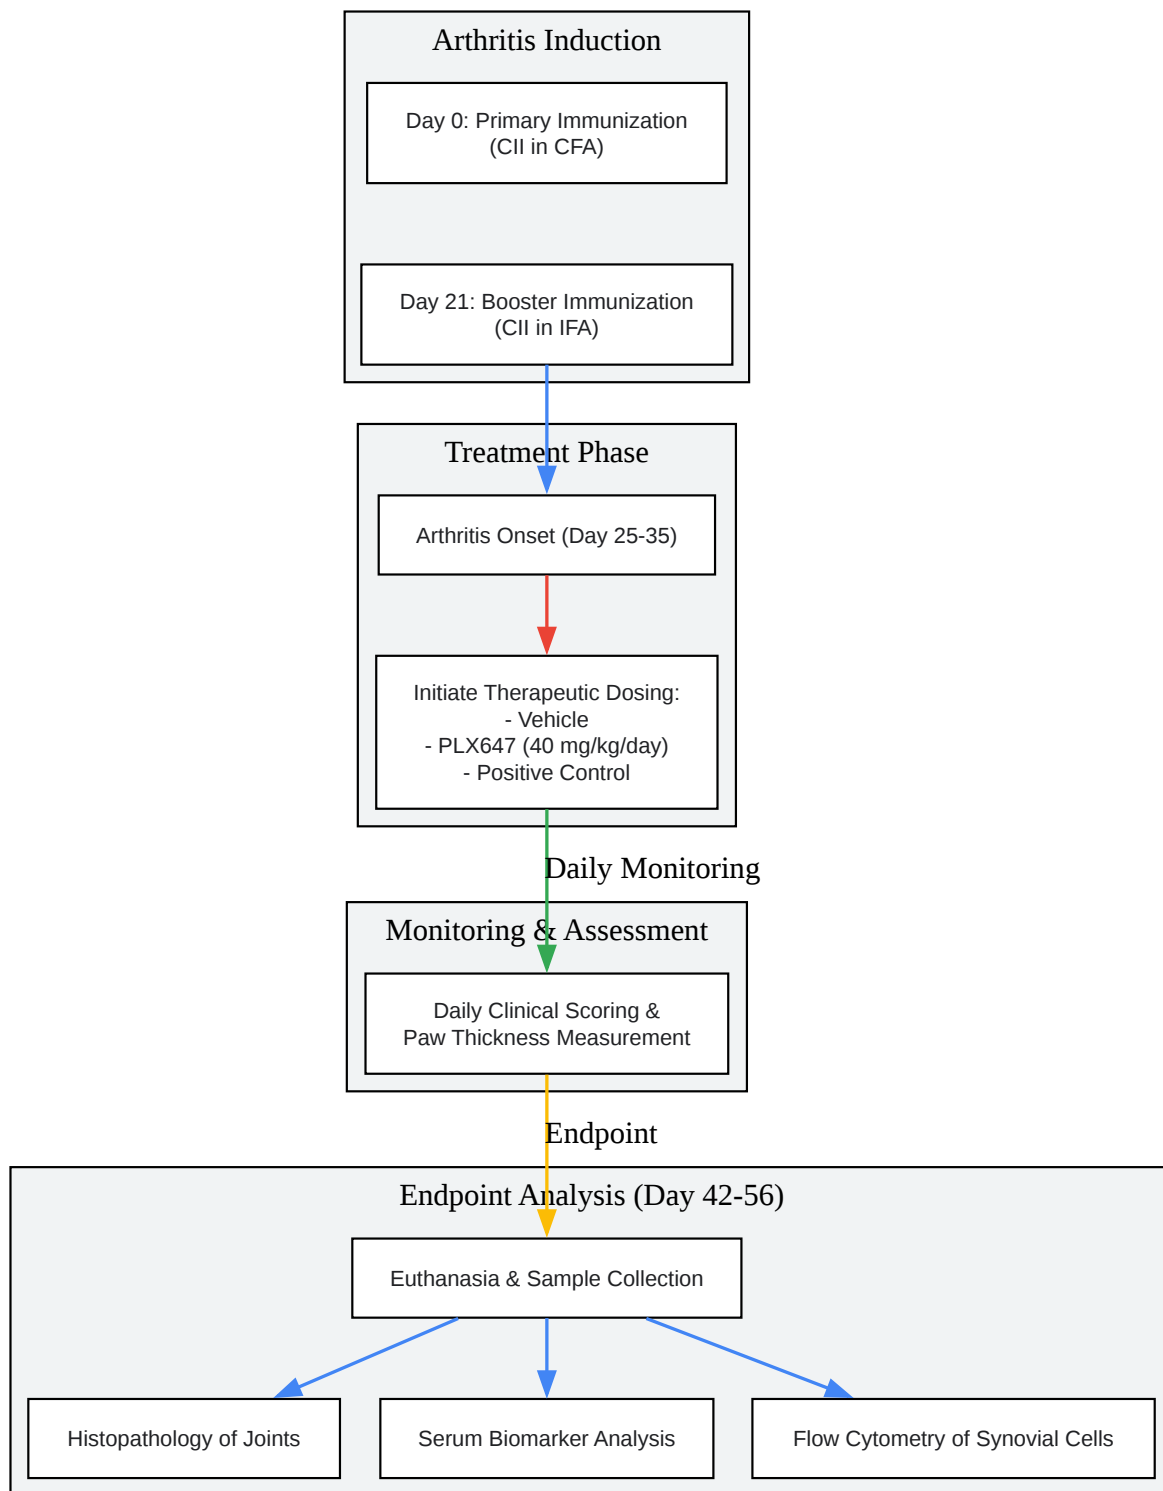 Arthritis Induction
Day 0: Primary Immunization
(CII in CFA)
Day 21: Booster Immunization
(CII in IFA)
Treatment Phase
Arthritis Onset (Day 25-35)
Initiate Therapeutic Dosing:
- Vehicle
- PLX647 (40 mg/kg/day)
- Positive Control
Daily Monitoring
Monitoring & Assessment
Daily Clinical Scoring &
Paw Thickness Measurement
Endpoint
Endpoint Analysis (Day 42-56)
Euthanasia & Sample Collection
Histopathology of Joints
Serum Biomarker Analysis
Flow Cytometry of Synovial Cells